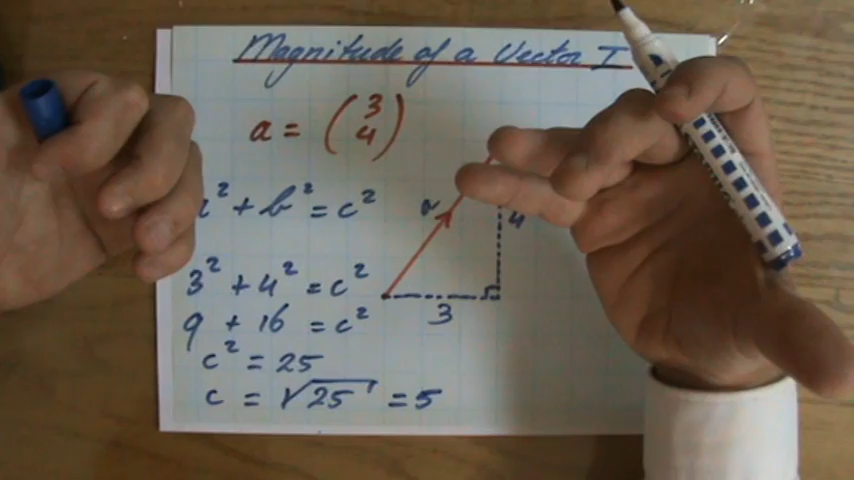 Magnitude of a Vector I
a = (3 4)
² + b² = c²
a
4
3² + 4² = c²
3
9 + 16 = c²
c² = 25
c = √25 = 5